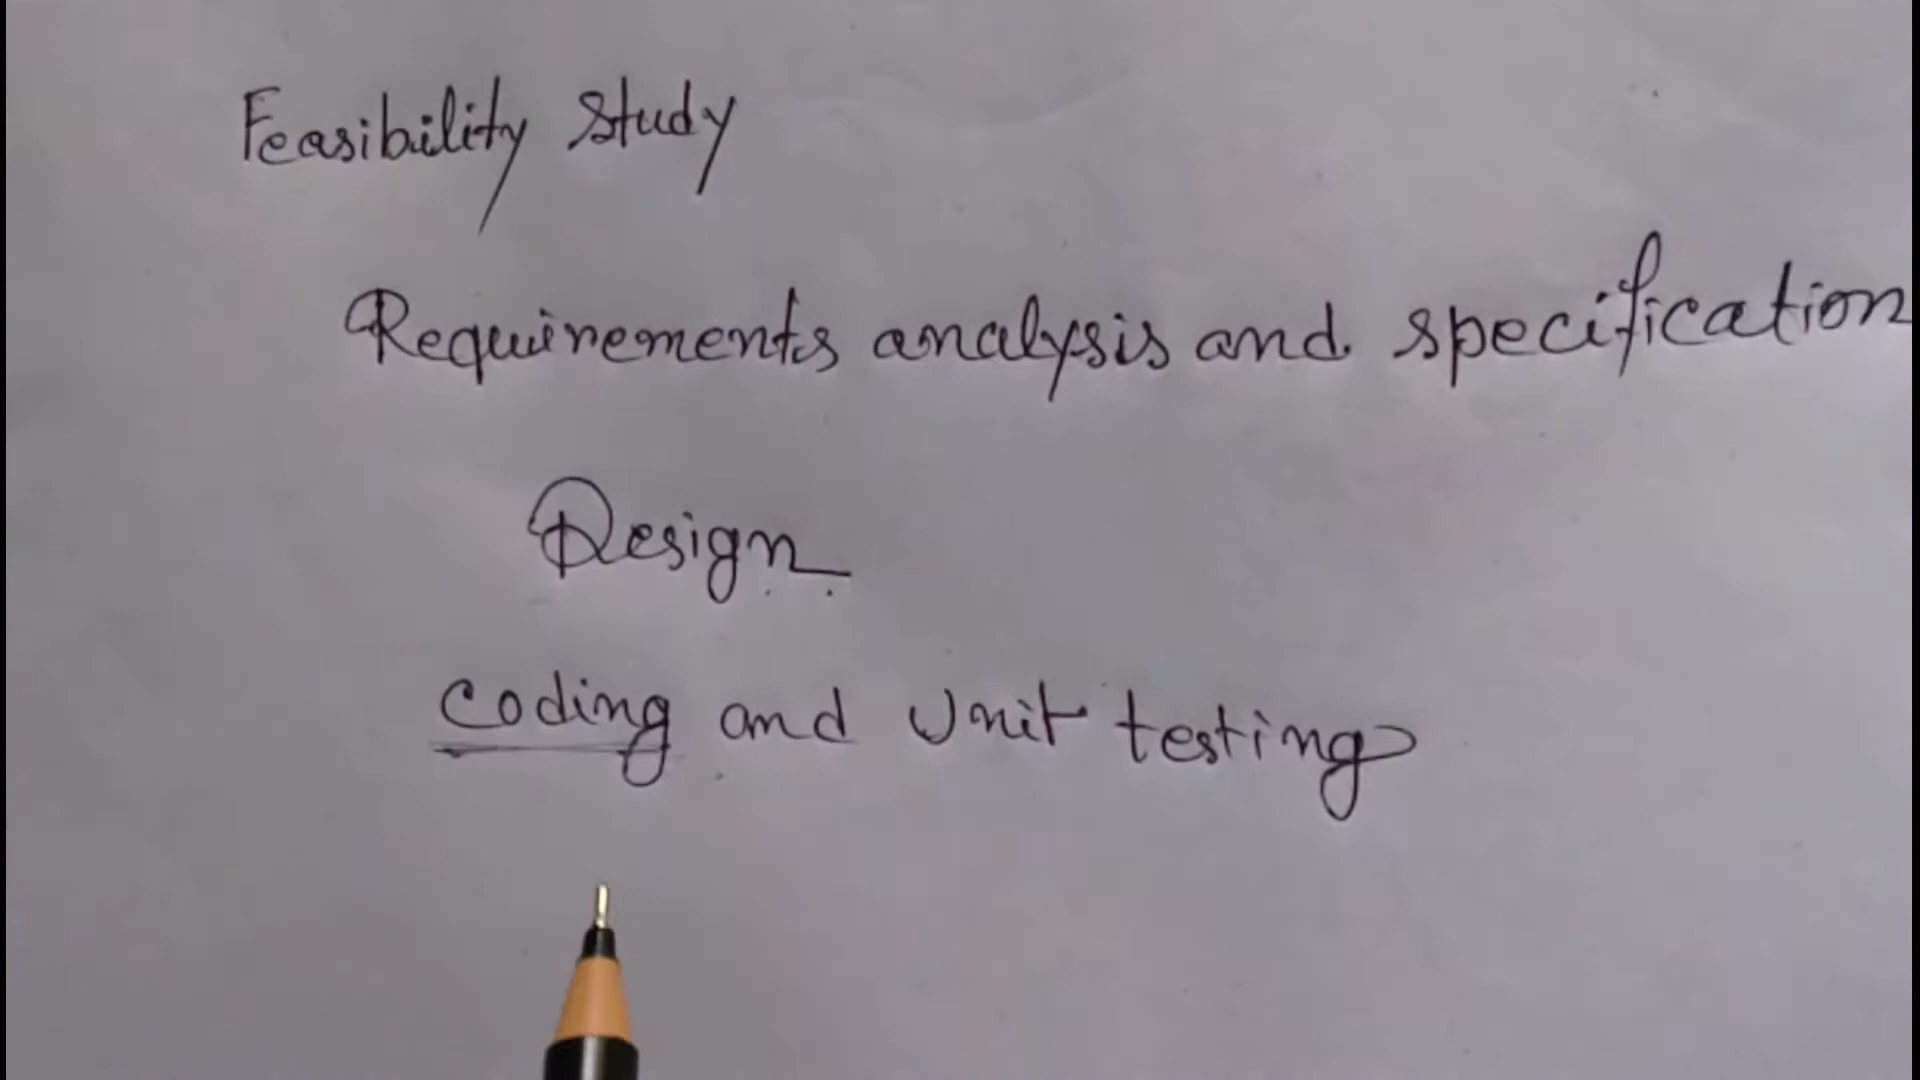 Feasibility study
Requirements analysis and specification
Design
coding and Unit testing